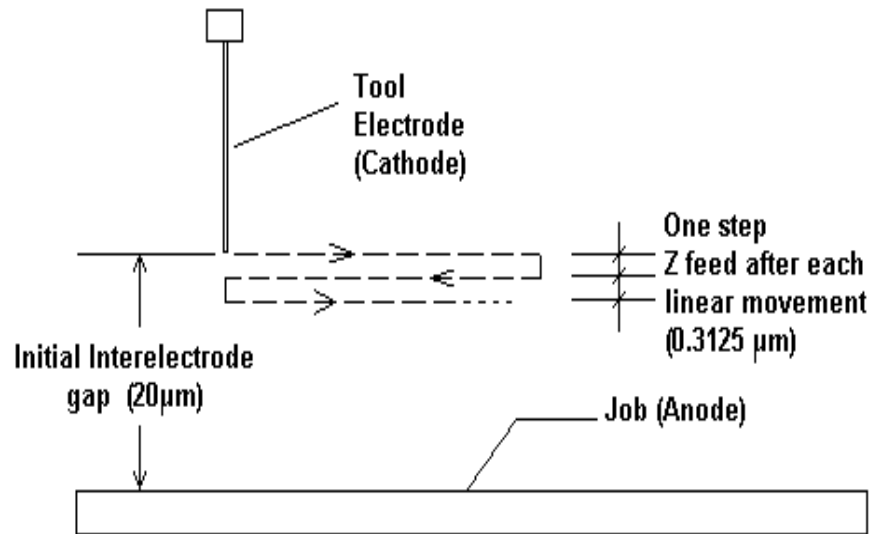 Tool
Electrode
(Cathode)
One step
Z feed after each
linear movement
(0.3125 µm)
Initial Interelectrode
gap (20µm)
Job (Anode)